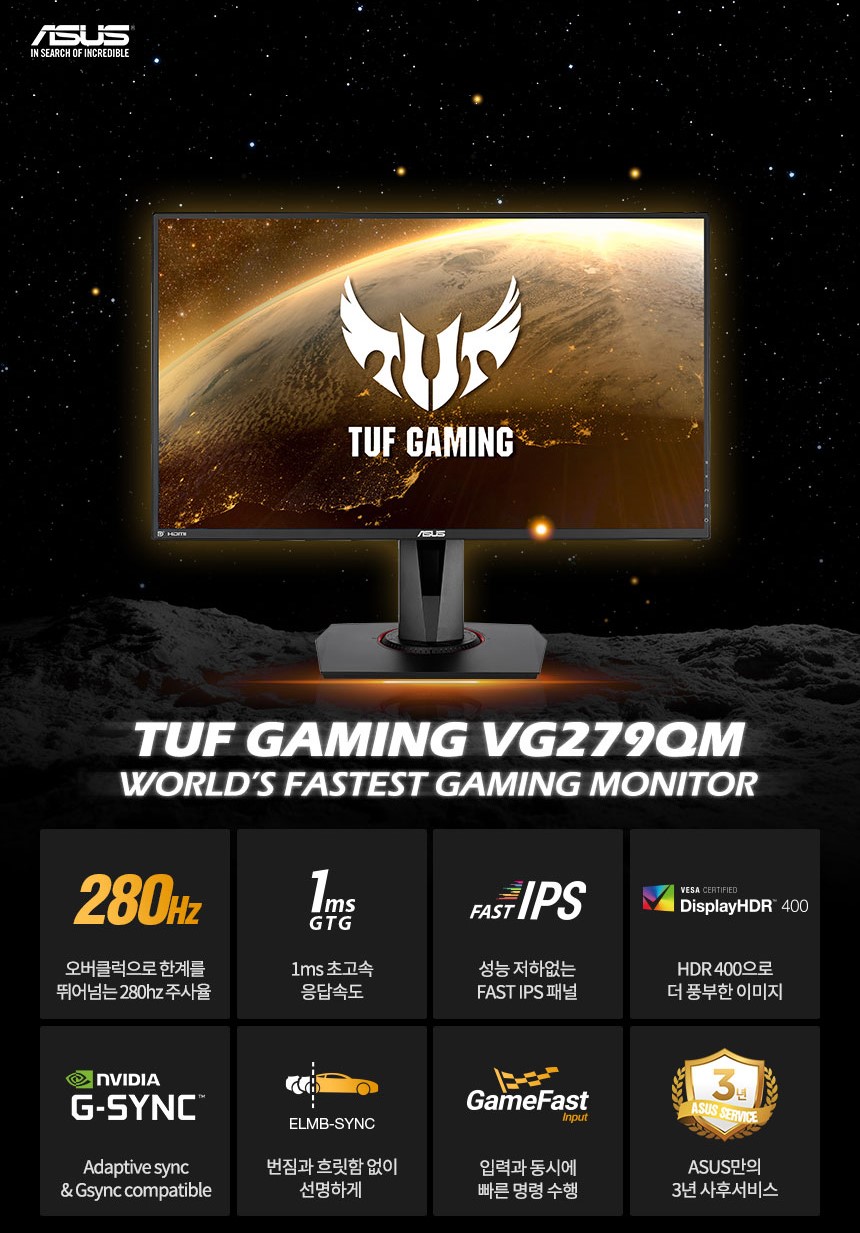 ASUS
IN SEARCH OF INCREDIBLE
TUF GAMING
HDMI
ASUS
TUF GAMING VG279QM
WORLD'S FASTEST GAMING MONITOR
280Hz
오버클럭으로 한계를
뛰어넘는 280hz 주사율
1ms
GTG
1ms 초고속
응답속도
FAST IPS
성능 저하없는
FAST IPS 패널
VESA CERTIFIED
DisplayHDR™ 400
HDR 400으로
더 풍부한 이미지
NVIDIA
G-SYNC™
Adaptive sync
& Gsync compatible
ELMB-SYNC
번짐과 흐릿함 없이
선명하게
GameFast
Input
입력과 동시에
빠른 명령 수행
3년
ASUS SERVICE
ASUS만의
3년 사후서비스